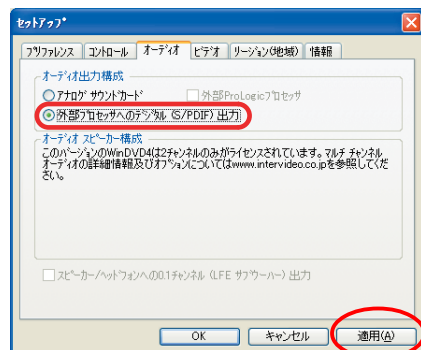 セットアップ
プリファレンス コントロール オーディオ ビデオ リージョン(地域) 情報
オーディオ出力構成
アナログ サウンドカード 外部ProLogicプロセッサ
外部プロセッサへのデジタル (S/PDIF) 出力
オーディオ スピーカー構成
このバージョンのWinDVD4は2チャンネルのみがライセンスされています。マルチ チャンネル
オーディオの詳細情報及びオプションについてはwww.intervideo.co.jpを参照してくだ
さい。
スピーカー/ヘッドフォンへの0.1チャンネル (LFE サブウーハー) 出力
OK キャンセル 適用(A)